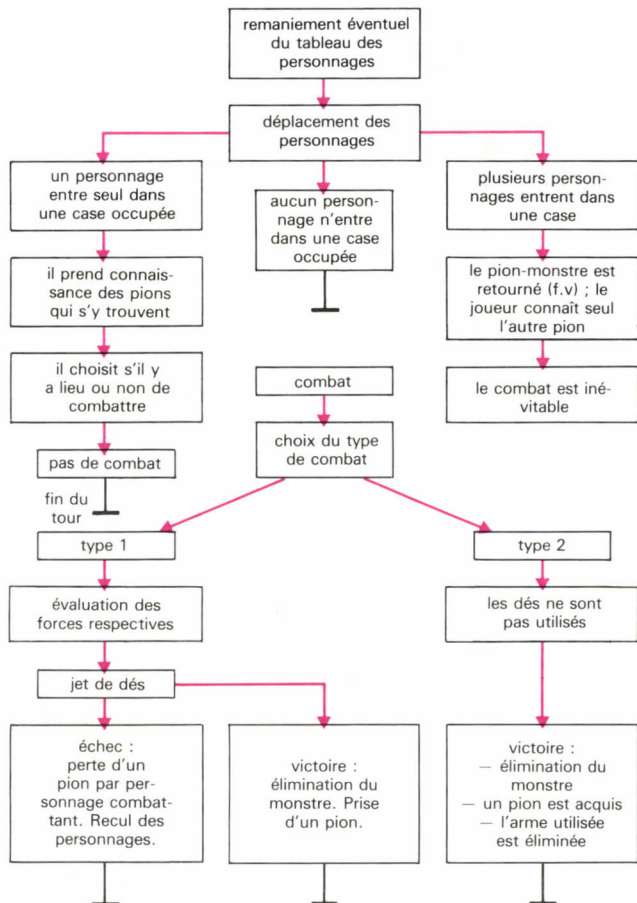 remaniement éventuel
du tableau des
personnages
déplacement des
personnages
un personnage
entre seul dans
une case occupée
aucun person-
nage n'entre
dans une case
occupée
plusieurs person-
nages entrent dans
une case
il prend connais-
sance des pions
qui s'y trouvent
le pion-monstre est
retourné (f.v) ; le
joueur connaît seul
l'autre pion
il choisit s'il y
a lieu ou non de
combattre
combat
le combat est iné-
vitable
pas de combat
choix du type
de combat
fin du
tour
type 1
type 2
évaluation des
forces respectives
les dés ne sont
pas utilisés
jet de dés
échec :
perte d'un
pion par per-
sonnage combat-
tant. Recul des
personnages.
victoire :
élimination du
monstre. Prise
d'un pion.
victoire :
— élimination du
monstre
— un pion est acquis
— l'arme utilisée
est éliminée